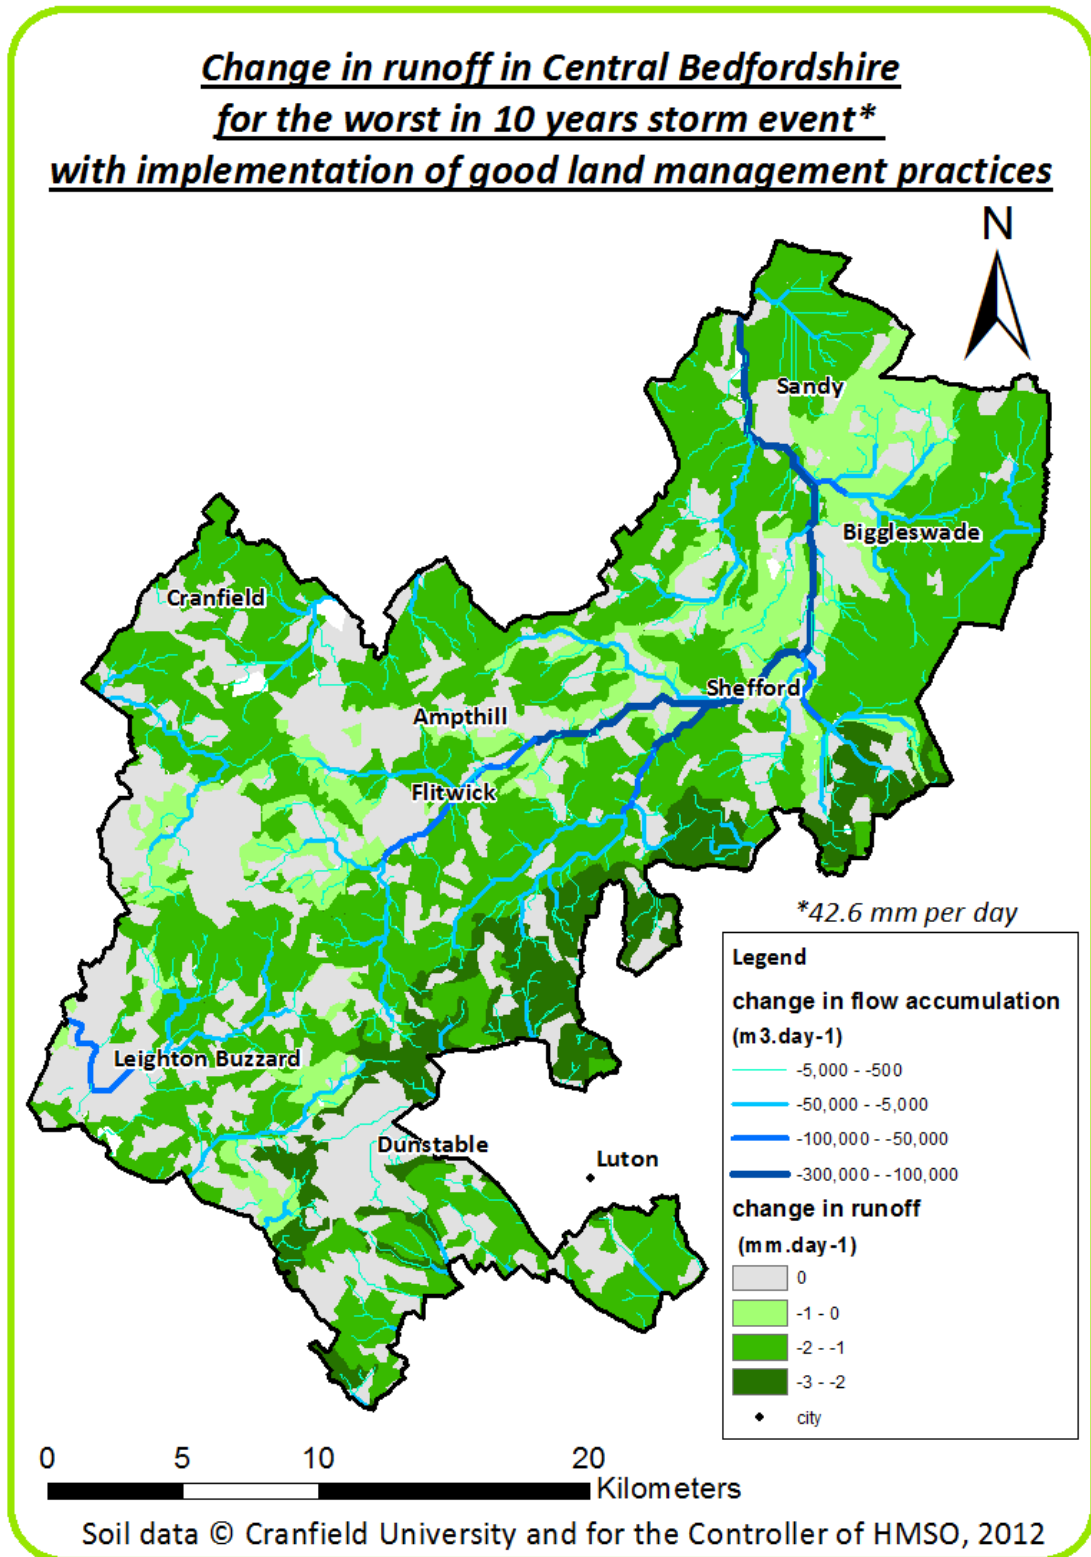 Change in runoff in Central Bedfordshire
for the worst in 10 years storm event*
with implementation of good land management practices
N
Sandy
Biggleswade
Cranfield
Shefford
Ampthill
Flitwick
*42.6 mm per day
Legend
change in flow accumulation
(m3.day-1)
-5,000 - -500
-50,000 - -5,000
-100,000 - -50,000
-300,000 - -100,000
change in runoff
(mm.day-1)
0
-1 - 0
-2 - -1
-3 - -2
city
Leighton Buzzard
Dunstable
Luton
0 5 10 20
Kilometers
Soil data © Cranfield University and for the Controller of HMSO, 2012